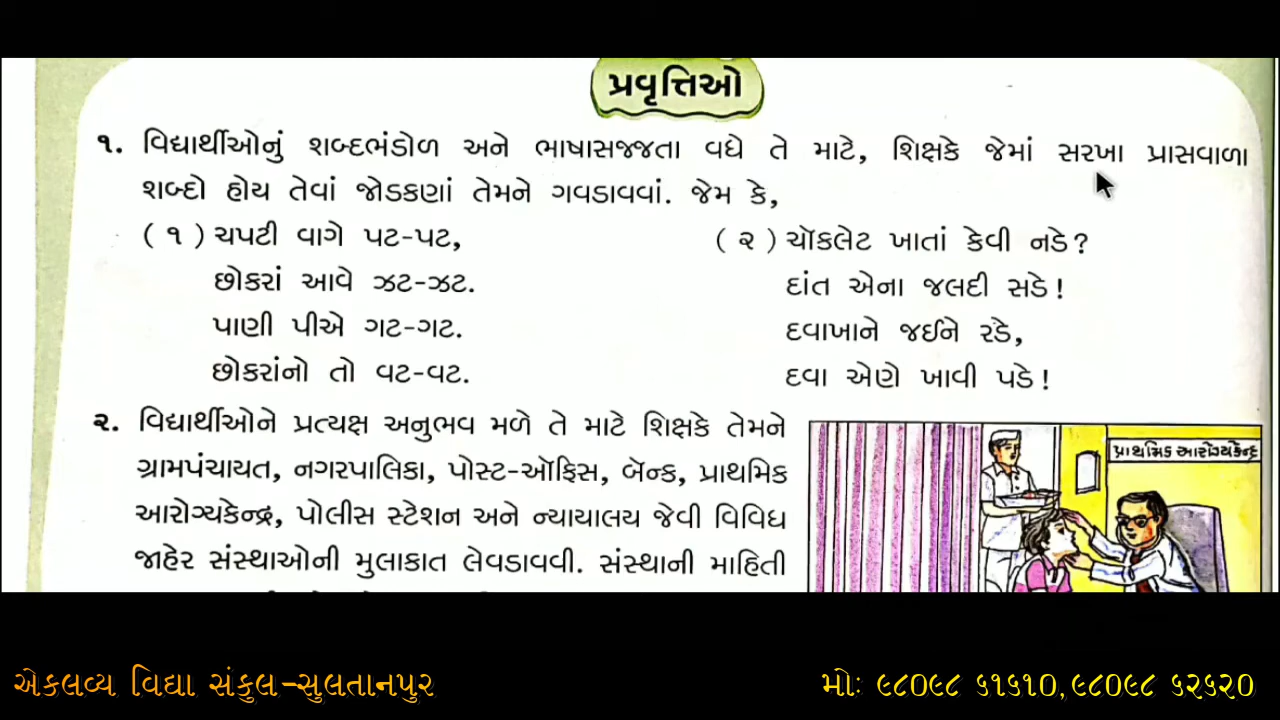 પ્રવૃત્તિઓ
૧. વિદ્યાર્થીઓનું શબ્દભંડોળ અને ભાષાસજ્જતા વધે તે માટે, શિક્ષકે જેમાં સરખા પ્રાસવાળા
શબ્દો હોય તેવાં જોડકણાં તેમને ગવડાવવાં. જેમ કે,
( ૧ ) ચપટી વાગે પટ-પટ,
છોકરાં આવે ઝટ-ઝટ.
પાણી પીએ ગટ-ગટ.
છોકરાંનો તો વટ-વટ.
( ૨ ) ચૉકલેટ ખાતાં કેવી નડે?
દાંત એના જલદી સડે!
દવાખાને જઈને રડે,
દવા એણે ખાવી પડે!
૨. વિદ્યાર્થીઓને પ્રત્યક્ષ અનુભવ મળે તે માટે શિક્ષકે તેમને
ગ્રામપંચાયત, નગરપાલિકા, પોસ્ટ-ઑફિસ, બૅન્ક, પ્રાથમિક
આરોગ્યકેન્દ્ર, પોલીસ સ્ટેશન અને ન્યાયાલય જેવી વિવિધ
જાહેર સંસ્થાઓની મુલાકાત લેવડાવવી. સંસ્થાની માહિતી
પ્રાથમિક આરોગ્યકેન્દ્ર
એકલવ્ય વિદ્યા સંકુલ-સુલતાનપુર
મોઃ ૯૮૦૯૮ ૬૧૬૧૦,૯૮૦૯૮ ૬૨૬૨૦